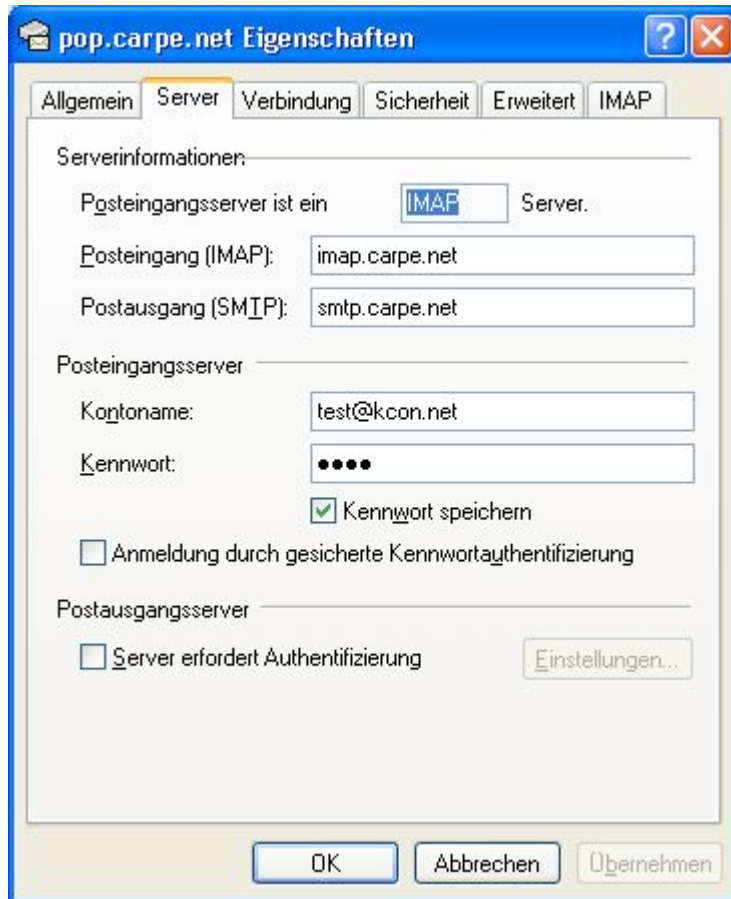 pop.carpe.net Eigenschaften
Allgemein Server Verbindung Sicherheit Erweitert IMAP
Serverinformationen
Posteingangsserver ist ein IMAP Server.
Posteingang (IMAP): imap.carpe.net
Postausgang (SMTP): smtp.carpe.net
Posteingangsserver
Kontoname: test@kcon.net
Kennwort: ●●●●
Kennwort speichern
Anmeldung durch gesicherte Kennwortauthentifizierung
Postausgangsserver
Server erfordert Authentifizierung Einstellungen...
OK Abbrechen Übernehmen